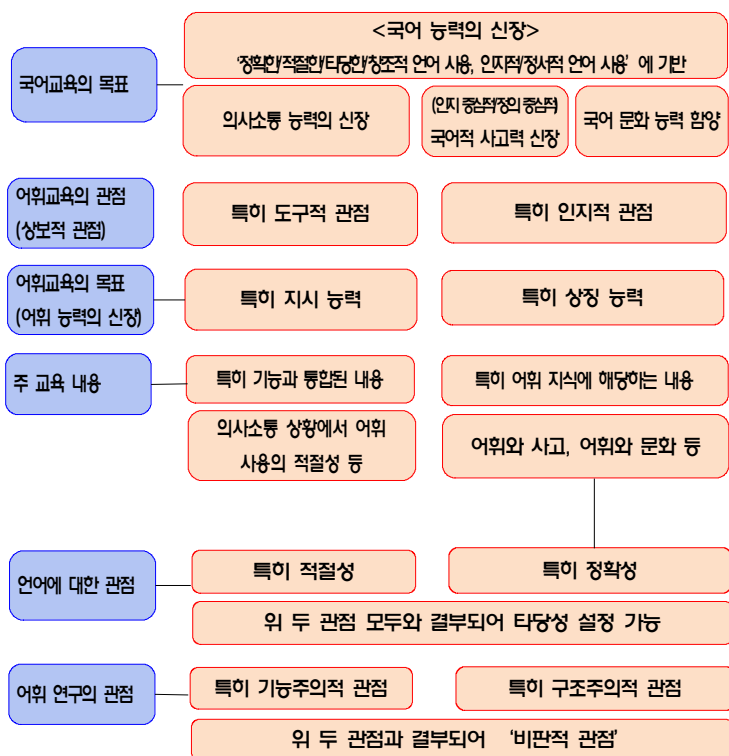 <국어 능력의 신장>
'정확한/적절한/타당한/창조적 언어 사용, 인지적/정서적 언어 사용' 에 기반
국어교육의 목표
의사소통 능력의 신장
(인지 중심적/정의 중심적)
국어적 사고력 신장
국어 문화 능력 함양
어휘교육의 관점
(상보적 관점)
특히 도구적 관점
특히 인지적 관점
어휘교육의 목표
(어휘 능력의 신장)
특히 지시 능력
특히 상징 능력
주 교육 내용
특히 기능과 통합된 내용
특히 어휘 지식에 해당하는 내용
의사소통 상황에서 어휘
사용의 적절성 등
어휘와 사고, 어휘와 문화 등
언어에 대한 관점
특히 적절성
특히 정확성
위 두 관점 모두와 결부되어 타당성 설정 가능
어휘 연구의 관점
특히 기능주의적 관점
특히 구조주의적 관점
위 두 관점과 결부되어 '비판적 관점'